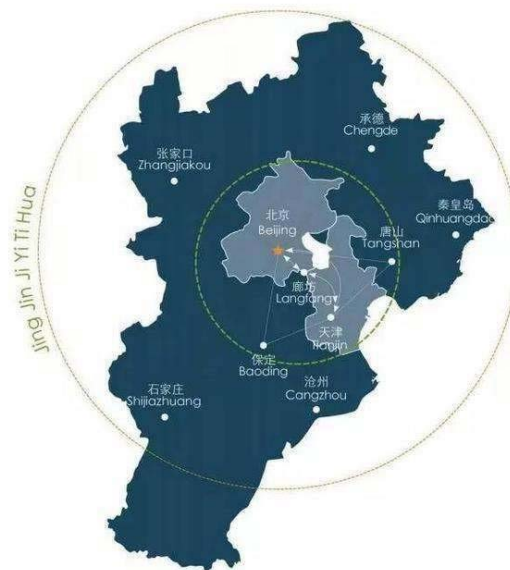 承德
Chengde
张家口
Zhangjiakou
秦皇岛
Qinhuangdao
北京
Beijing
唐山
Tangshan
廊坊
Langfang
天津
Tianjin
保定
Baoding
沧州
Cangzhou
石家庄
Shijiazhuang
Jing Jin Ji Yi Ti Hua